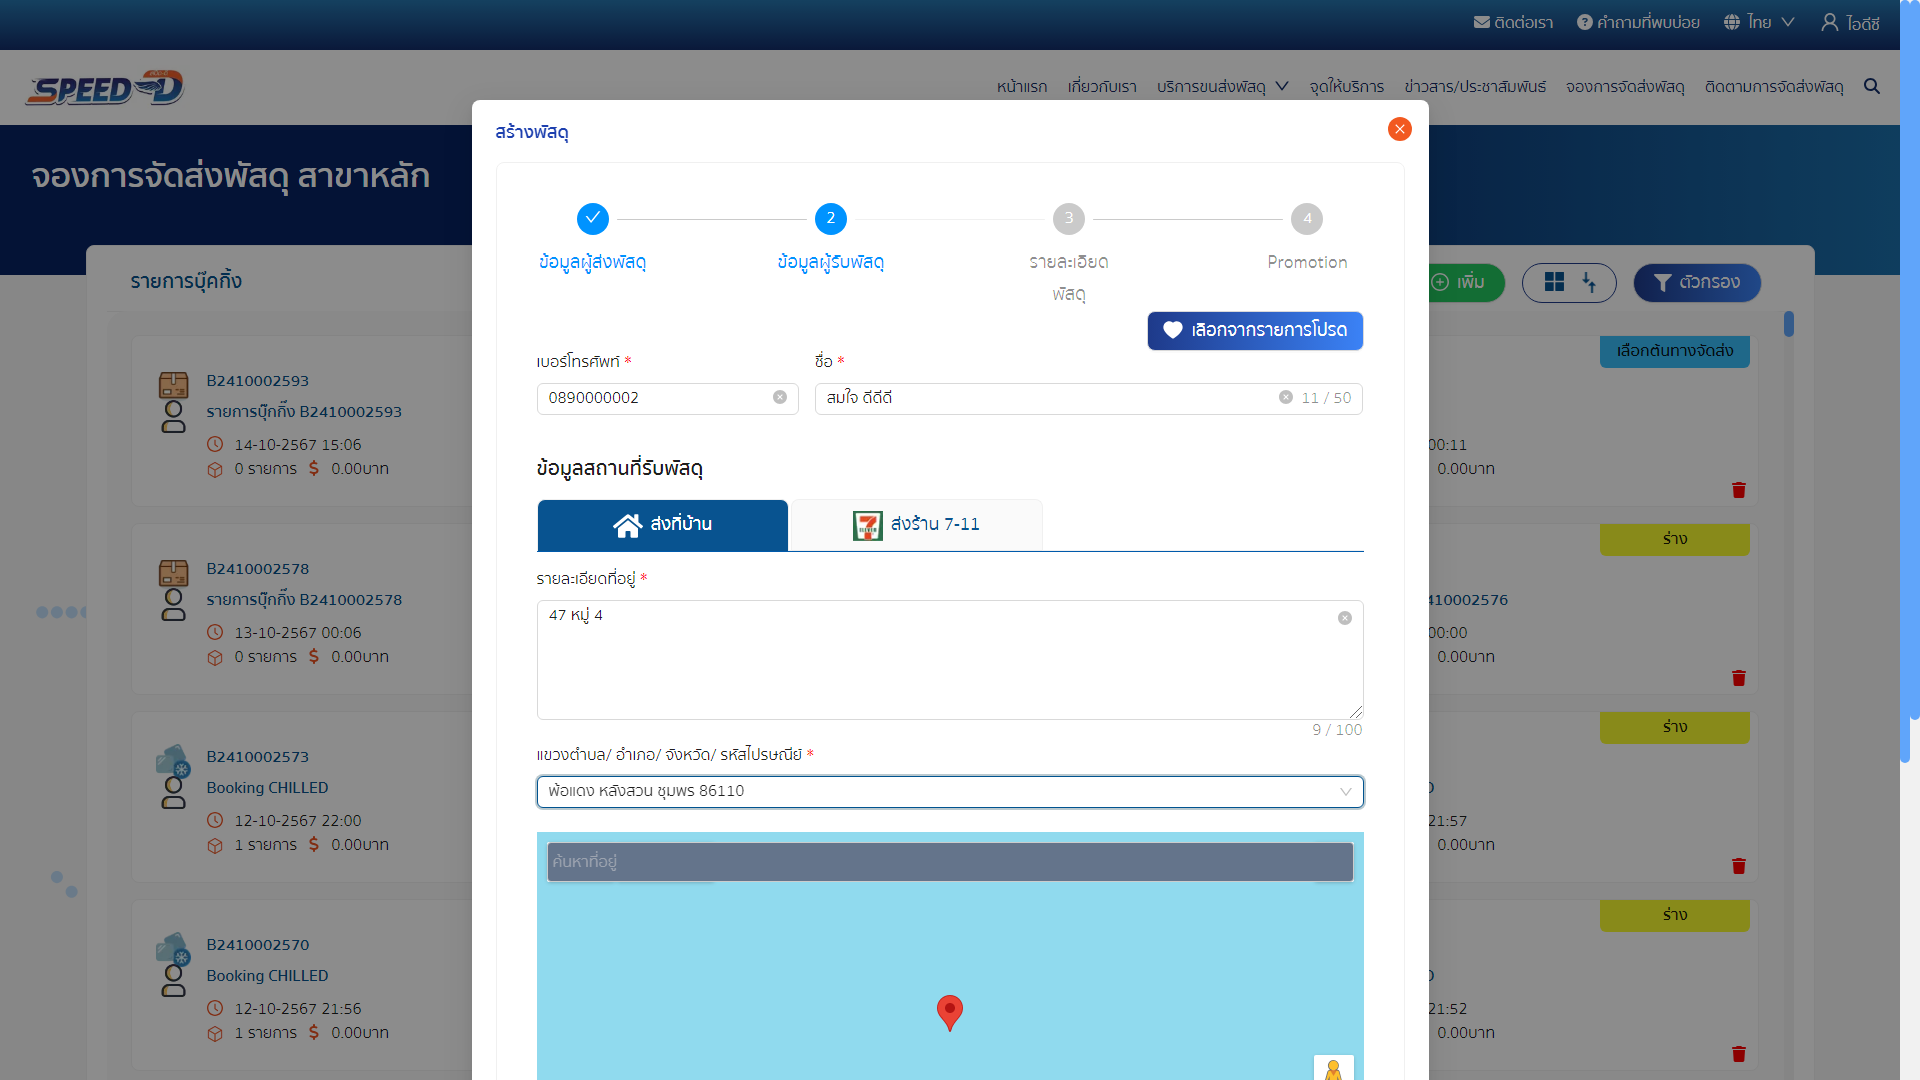 ติดต่อเรา คำถามที่พบบ่อย ไทย ไอดีซี
SPEED-D
หน้าแรก เกี่ยวกับเรา บริการขนส่งพัสดุ จุดให้บริการ ข่าวสาร/ประชาสัมพันธ์ จองการจัดส่งพัสดุ ติดตามการจัดส่งพัสดุ
จองการจัดส่งพัสดุ สาขาหลัก
รายการบุ๊คกิ้ง
เพิ่ม
ตัวกรอง
B2410002593
รายการบุ๊กกิ๊ง B2410002593
14-10-2567 15:06
0 รายการ $ 0.00บาท
B2410002578
รายการบุ๊กกิ๊ง B2410002578
13-10-2567 00:06
0 รายการ $ 0.00บาท
B2410002573
Booking CHILLED
12-10-2567 22:00
1 รายการ $ 0.00บาท
B2410002570
Booking CHILLED
12-10-2567 21:56
1 รายการ $ 0.00บาท
สร้างพัสดุ
2 3 4
ข้อมูลผู้ส่งพัสดุ ข้อมูลผู้รับพัสดุ รายละเอียด Promotion
พัสดุ
เลือกจากรายการโปรด
เบอร์โทรศัพท์ * ชื่อ *
0890000002 สมใจ ดีดีดี 11 / 50
ข้อมูลสถานที่รับพัสดุ
ส่งที่บ้าน 7 ELEVEN ส่งร้าน 7-11
รายละเอียดที่อยู่ *
47 หมู่ 4
9 / 100
แขวงตำบล/ อำเภอ/ จังหวัด/ รหัสไปรษณีย์ *
พ้อแดง หลังสวน ชุมพร 86110
ค้นหาที่อยู่
เลือกต้นทางจัดส่ง
00:11
0.00บาท
ร่าง
410002576
00:00
0.00บาท
ร่าง
21:57
0.00บาท
ร่าง
21:52
0.00บาท